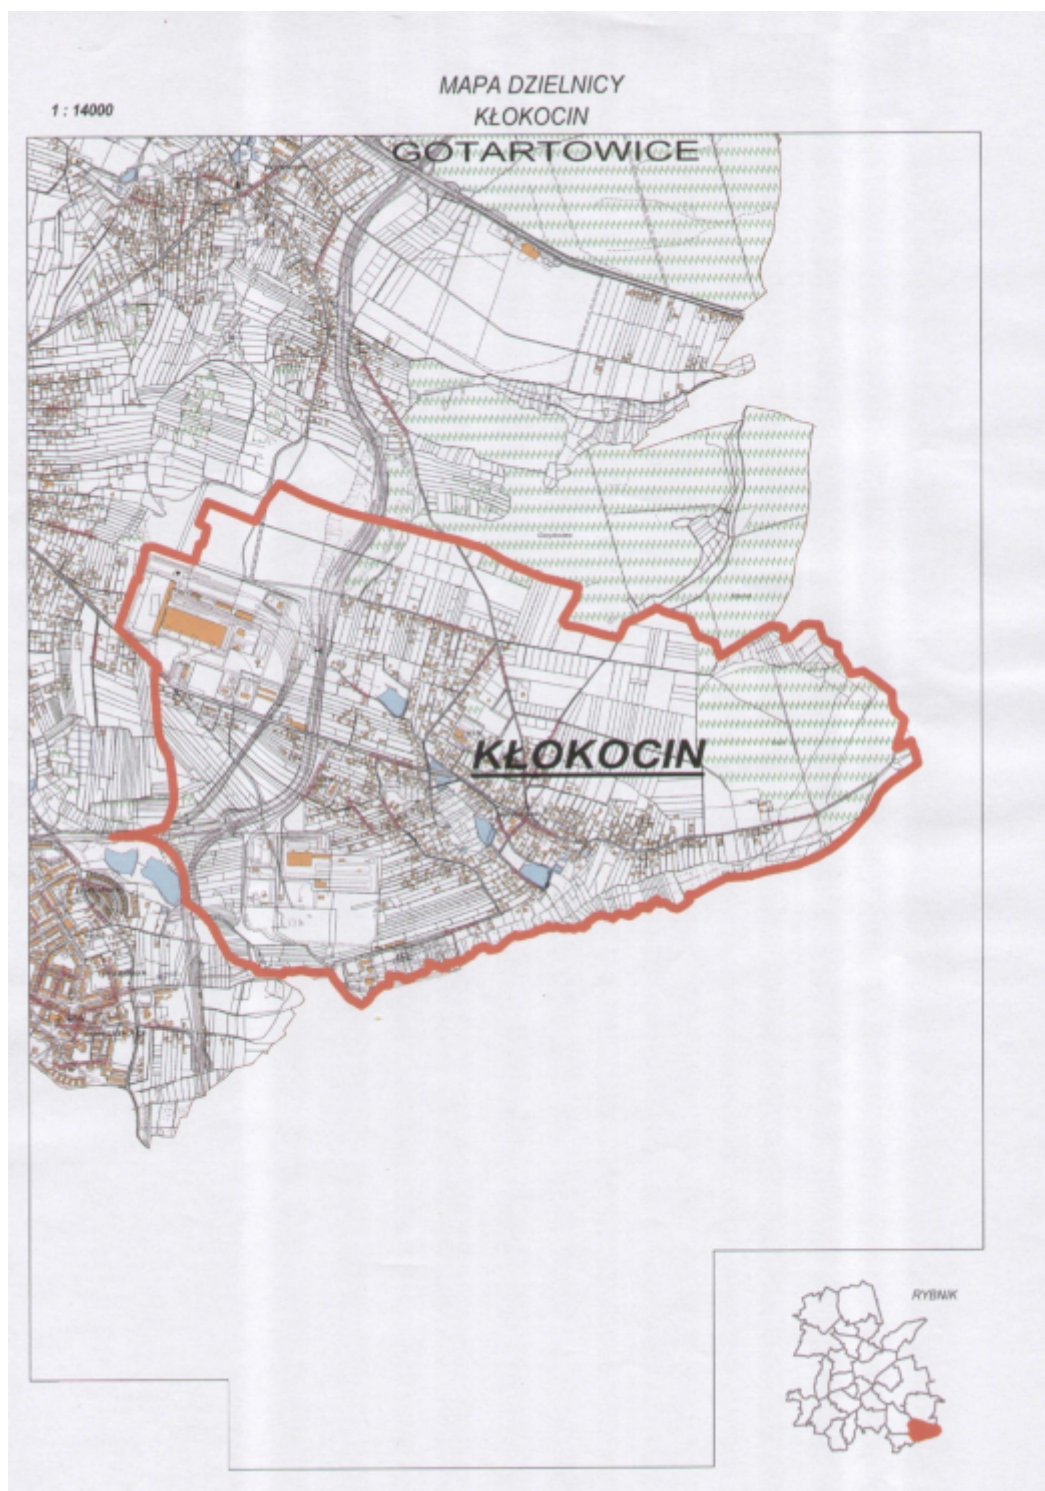 MAPA DZIELNICY
1 : 14000
KŁOKOCIN
GOTARTOWICE
KŁOKOCIN
RYBNIK